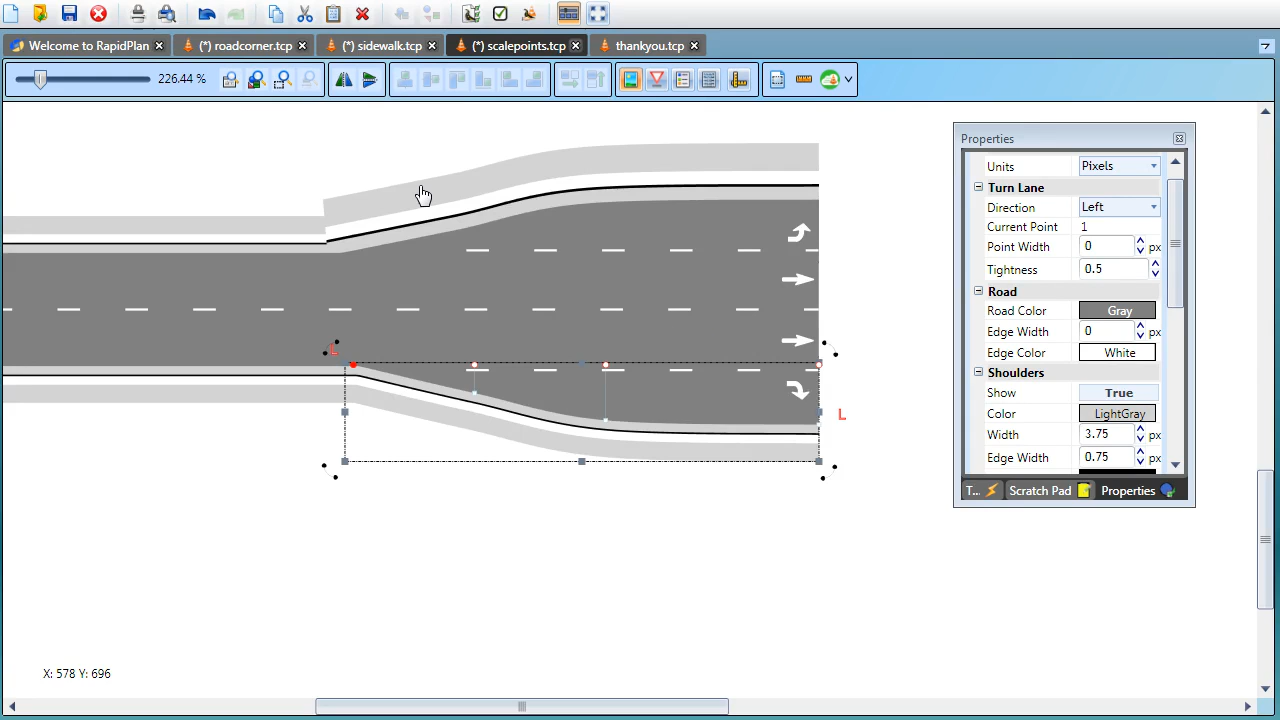 Welcome to RapidPlan
(*) roadcorner.tcp
(*) sidewalk.tcp
(*) scalepoints.tcp
thankyou.tcp
226.44 %
Properties
Units Pixels
Turn Lane
Direction Left
Current Point 1
Point Width 0 px
Tightness 0.5
Road
Road Color Gray
Edge Width 0 px
Edge Color White
Shoulders
Show True
Color LightGray
Width 3.75 px
Edge Width 0.75 px
T... Scratch Pad Properties
L
L
X: 578 Y: 696